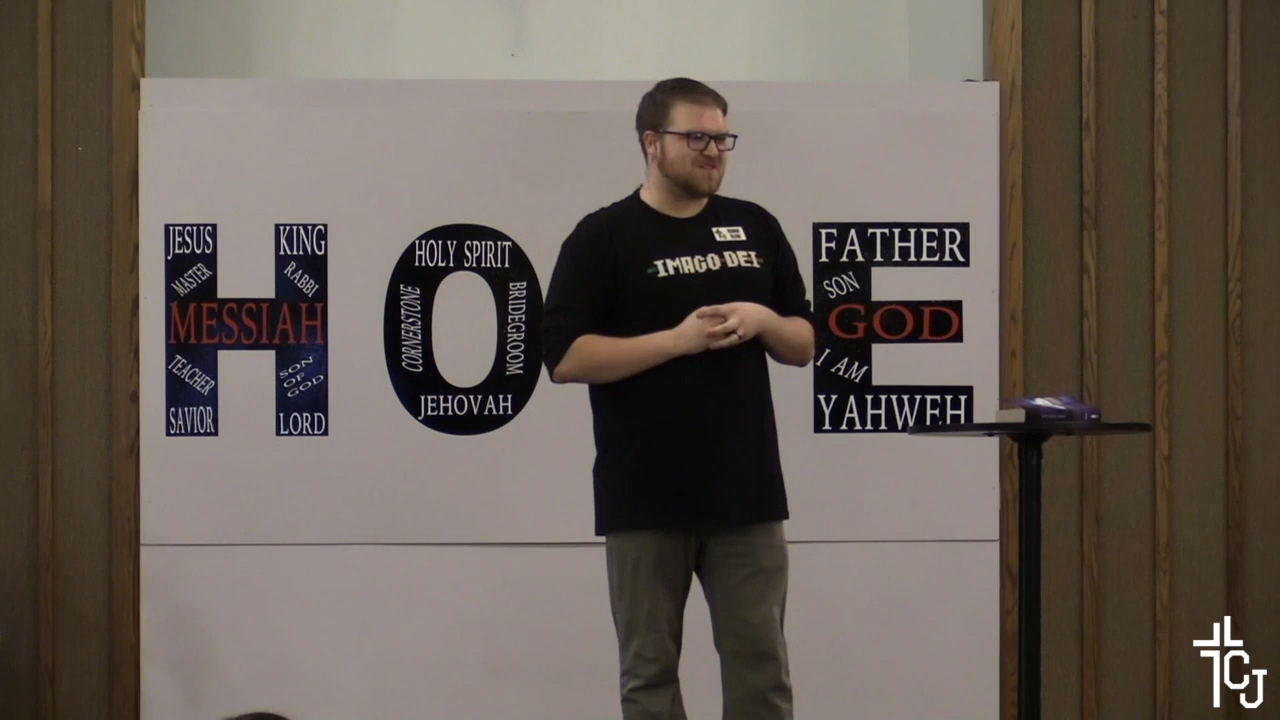 JESUS
KING
MASTER
RABBI
MESSIAH
TEACHER
SON
OF
GOD
SAVIOR
LORD
HOLY SPIRIT
CORNERSTONE
BRIDEGROOM
JEHOVAH
IMAGO DEI
FATHER
SON
GOD
I AM
YAHWEH
CJ